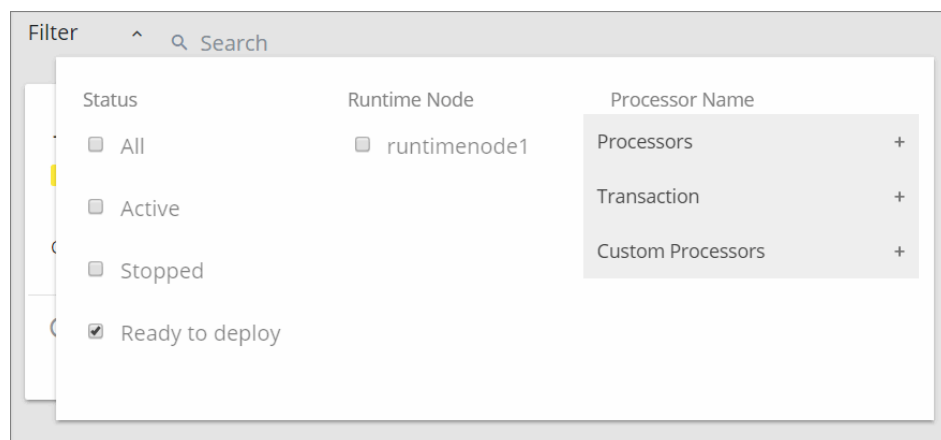 Filter
Search
Status
Runtime Node
Processor Name
All
runtimenode1
Processors +
Transaction +
Active
Custom Processors +
Stopped
Ready to deploy